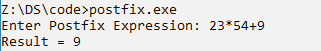 Z:\DS\code>postfix.exe
Enter Postfix Expression: 23*54+9
Result = 9